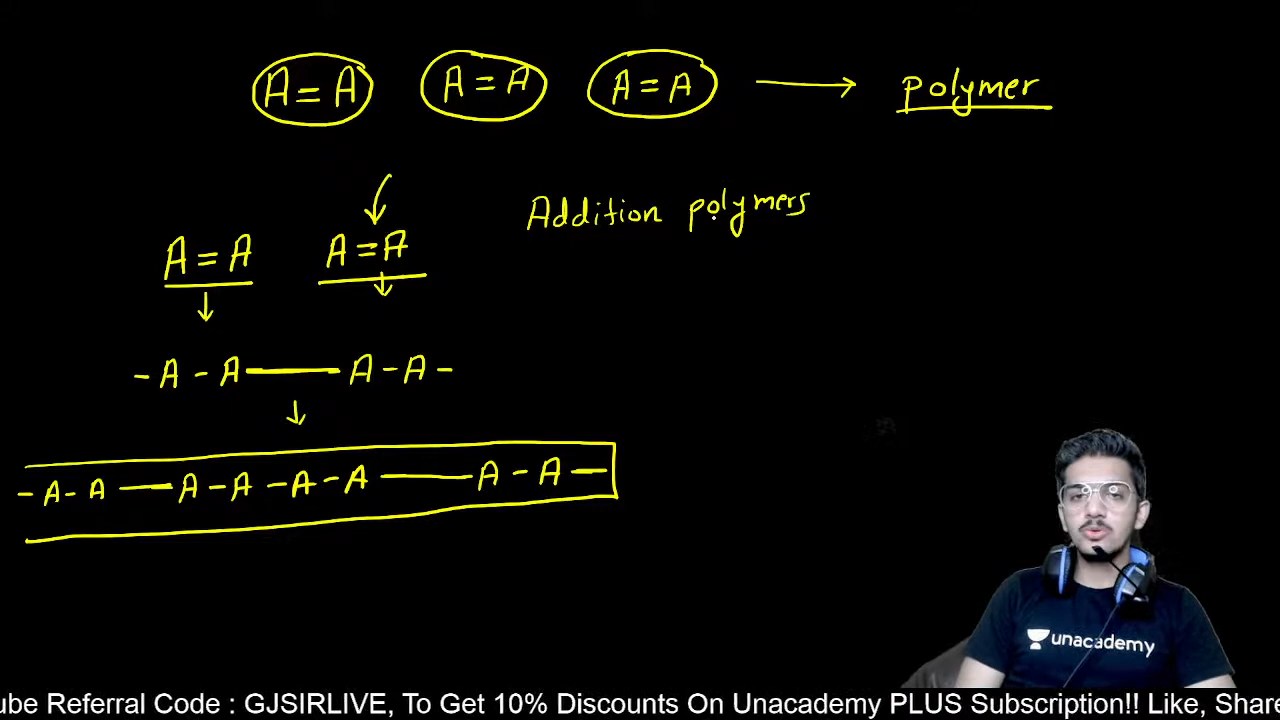 A = A A = A A = A → polymer
Addition polymers
A = A A = A
- A - A — A - A -
- A - A — A - A - A - A — A - A -
unacademy
ube Referral Code : GJSIRLIVE, To Get 10% Discounts On Unacademy PLUS Subscription!! Like, Share